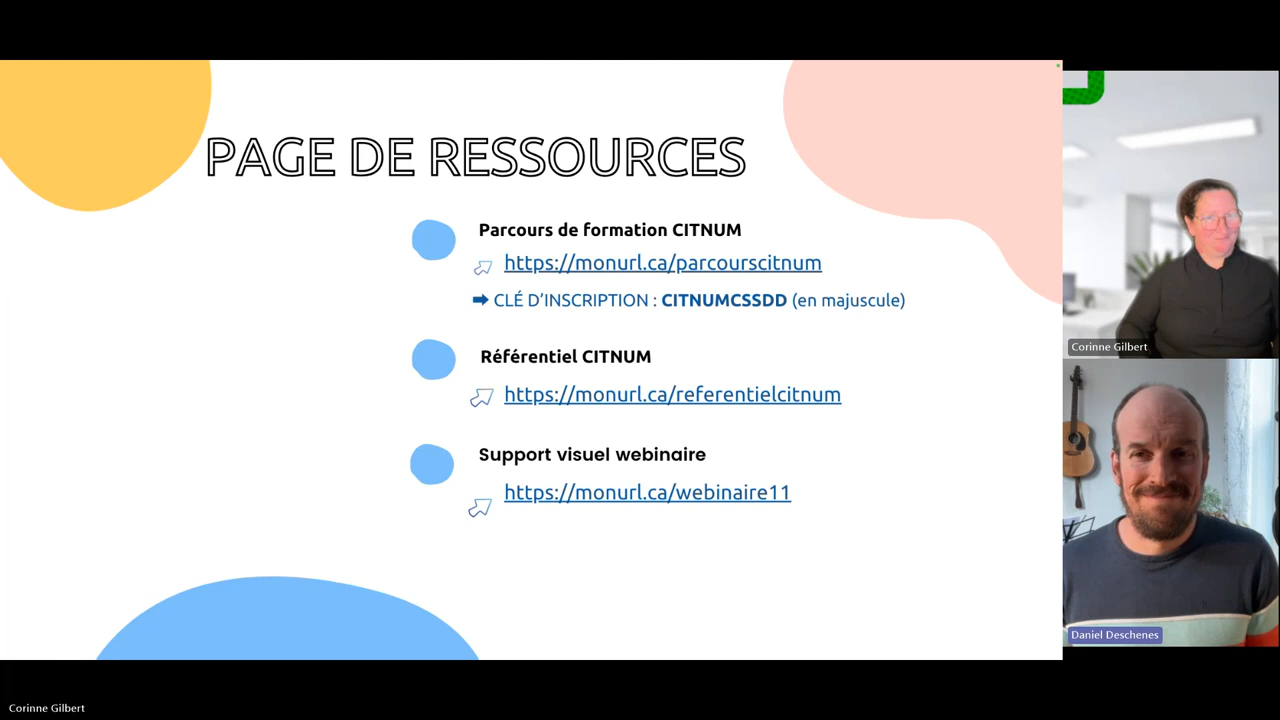 PAGE DE RESSOURCES
Parcours de formation CITNUM
https://monurl.ca/parcourscitnum
➡ CLÉ D'INSCRIPTION : CITNUMCSSDD (en majuscule)
Référentiel CITNUM
https://monurl.ca/referentielcitnum
Support visuel webinaire
https://monurl.ca/webinaire11
Corinne Gilbert
Daniel Deschenes
Corinne Gilbert